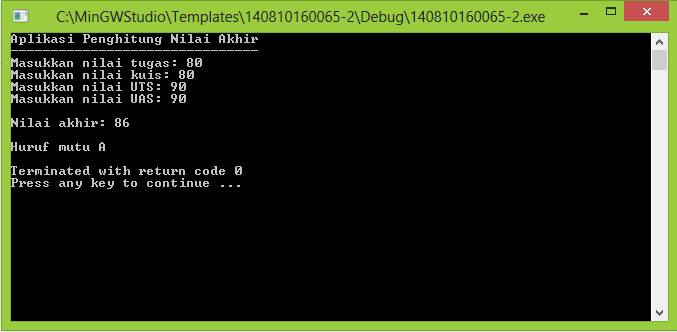 C:\MinGWStudio\Templates\140810160065-2\Debug\140810160065-2.exe
Aplikasi Penghitung Nilai Akhir
-------------------------------
Masukkan nilai tugas: 80
Masukkan nilai kuis: 80
Masukkan nilai UTS: 90
Masukkan nilai UAS: 90
Nilai akhir: 86
Huruf mutu A
Terminated with return code 0
Press any key to continue ...